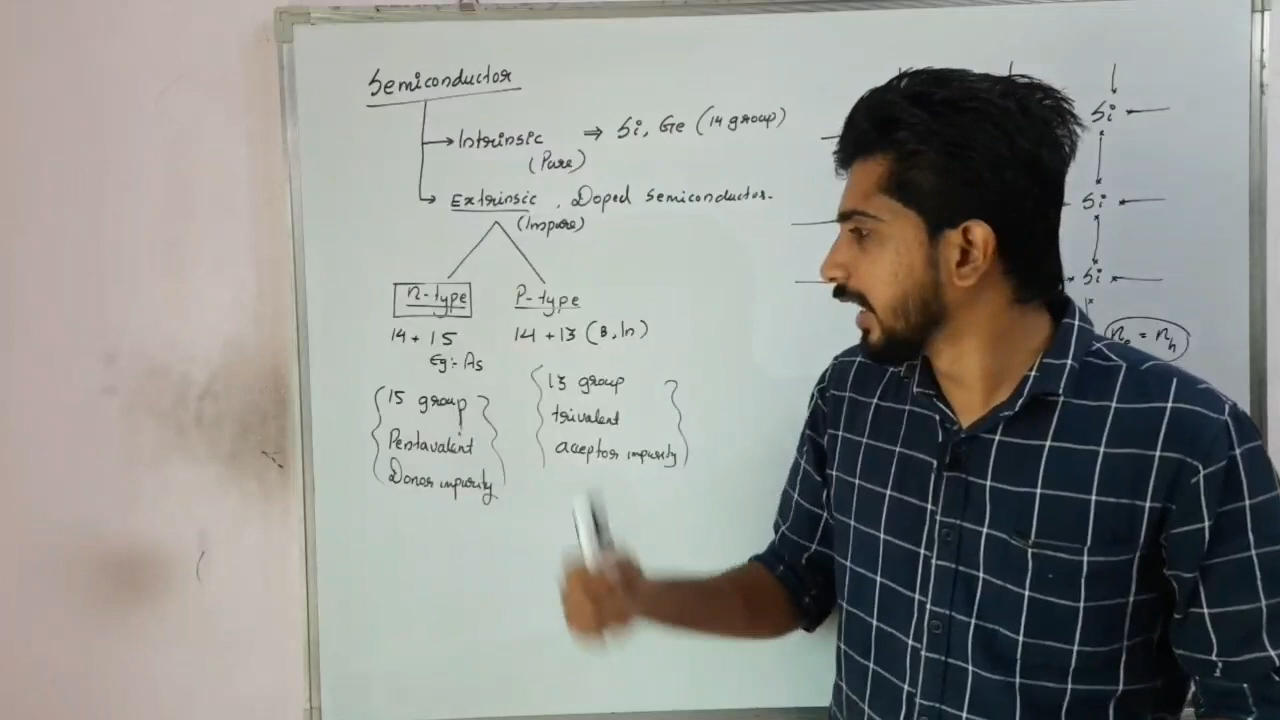 Semiconductor
Intrinsic ⇒ Si, Ge (14 group)
(Pure)
Extrinsic, Doped Semiconductor.
(Impure)
n-type
P-type
14 + 15
14 + 13 (B, In)
Eg:- As
15 group
Pentavalent
Donor impurity
13 group
trivalent
acceptor impurity
Si
Si
Si
nₑ = nₕ